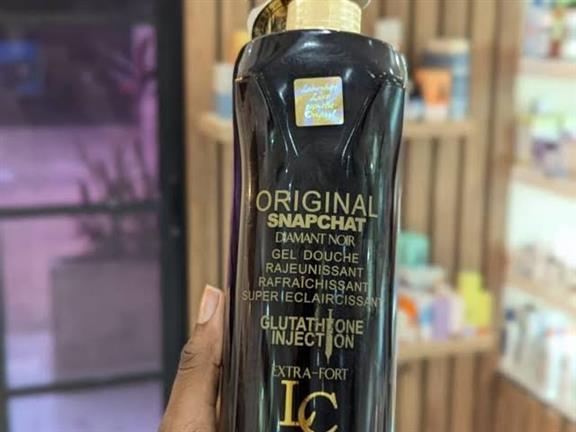 ORIGINAL
SNAPCHAT
DIAMANT NOIR
GEL DOUCHE
RAJEUNISSANT
RAFRAÎCHISSANT
SUPER ECLAIRCISSANT
GLUTATHIONE
INJECTION
EXTRA-FORT
LC